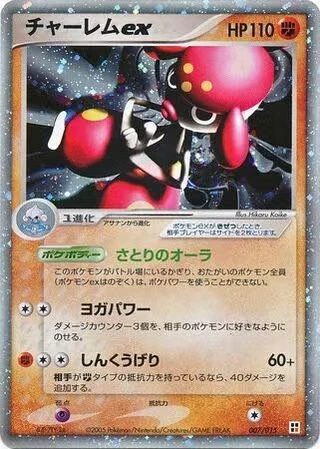 チャーレムex HP110
Illus. Hikaru Koike
1進化 アサナンから進化
ポケモンexがきぜつしたとき、
相手プレイヤーはサイドを2枚とります。
ポケボディー さとりのオーラ
このポケモンがバトル場にいるかぎり、おたがいのポケモン全員
(ポケモンexはのぞく)は、ポケパワーを使うことができない。
ヨガパワー
ダメージカウンター3個を、相手のポケモンに好きなように
のせる。
しんくうげり 60+
相手がタイプの抵抗力を持っているなら、40ダメージを
追加する。
弱点 抵抗力 にげる
©2005 Pokémon/Nintendo/Creatures/GAME FREAK 007/015